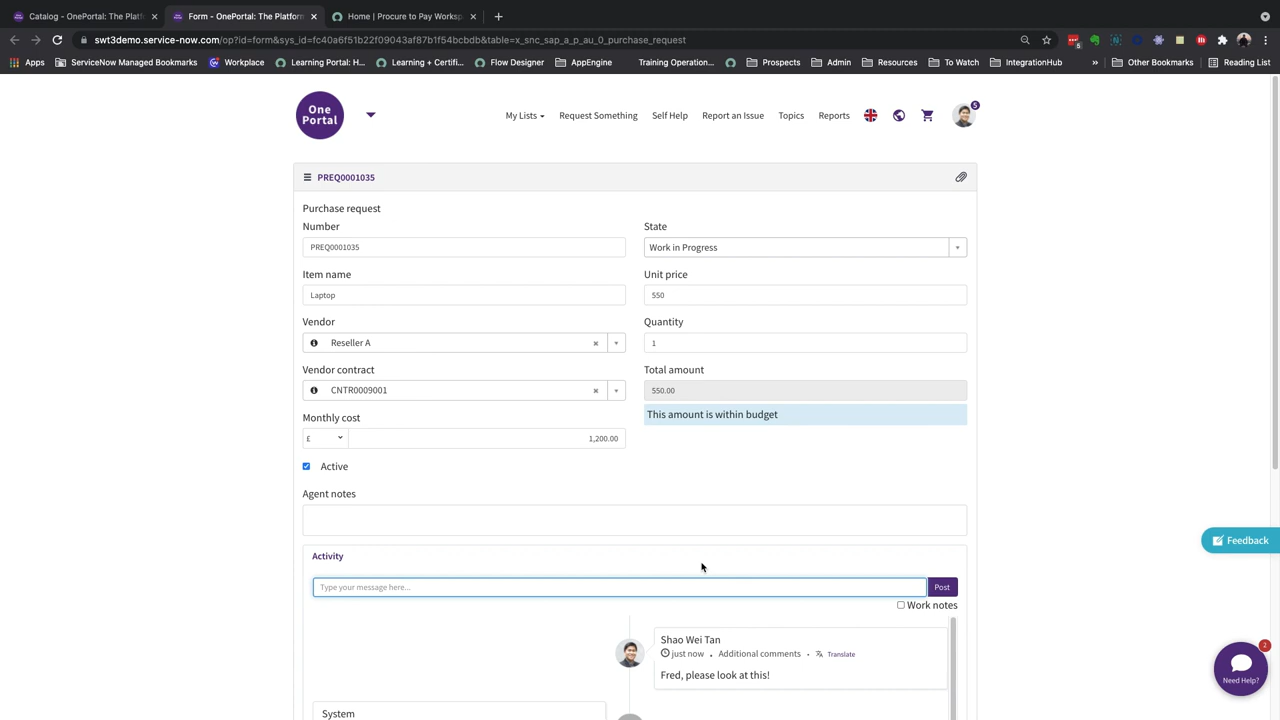 Catalog - OnePortal: The Platf
Form - OnePortal: The Platform
Home | Procure to Pay Worksp
swt3demo.service-now.com/op?id=form&sys_id=fc40a6f51b22f09043af87b1f54bcbdb&table=x_snc_sap_a_p_au_0_purchase_request
Apps
ServiceNow Managed Bookmarks
Workplace
Learning Portal: H...
Learning + Certifi...
Flow Designer
AppEngine
Training Operation...
Prospects
Admin
Resources
To Watch
IntegrationHub
»
Other Bookmarks
Reading List
One
Portal
My Lists
Request Something
Self Help
Report an Issue
Topics
Reports
5
PREQ0001035
Purchase request
Number
PREQ0001035
State
Work in Progress
Item name
Laptop
Unit price
550
Vendor
Reseller A
Quantity
1
Vendor contract
CNTR0009001
Total amount
550.00
This amount is within budget
Monthly cost
£
1,200.00
Active
Agent notes
Feedback
Activity
Type your message here...
Post
Work notes
Shao Wei Tan
just now • Additional comments • Translate
Fred, please look at this!
System
2
Need Help?